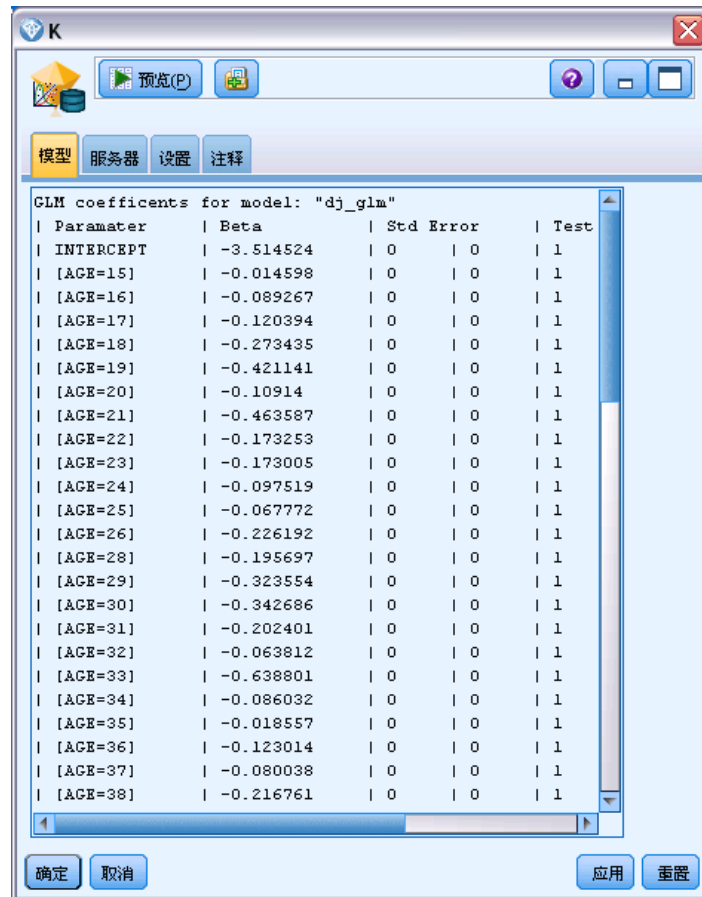 K
预览(P)
模型 服务器 设置 注释
GLM coefficents for model: "dj_glm"
| Paramater | Beta | Std Error | Test
| INTERCEPT | -3.514524 | 0 | 0 | 1
| [AGE=15] | -0.014598 | 0 | 0 | 1
| [AGE=16] | -0.089267 | 0 | 0 | 1
| [AGE=17] | -0.120394 | 0 | 0 | 1
| [AGE=18] | -0.273435 | 0 | 0 | 1
| [AGE=19] | -0.421141 | 0 | 0 | 1
| [AGE=20] | -0.10914 | 0 | 0 | 1
| [AGE=21] | -0.463587 | 0 | 0 | 1
| [AGE=22] | -0.173253 | 0 | 0 | 1
| [AGE=23] | -0.173005 | 0 | 0 | 1
| [AGE=24] | -0.097519 | 0 | 0 | 1
| [AGE=25] | -0.067772 | 0 | 0 | 1
| [AGE=26] | -0.226192 | 0 | 0 | 1
| [AGE=28] | -0.195697 | 0 | 0 | 1
| [AGE=29] | -0.323554 | 0 | 0 | 1
| [AGE=30] | -0.342686 | 0 | 0 | 1
| [AGE=31] | -0.202401 | 0 | 0 | 1
| [AGE=32] | -0.063812 | 0 | 0 | 1
| [AGE=33] | -0.638801 | 0 | 0 | 1
| [AGE=34] | -0.086032 | 0 | 0 | 1
| [AGE=35] | -0.018557 | 0 | 0 | 1
| [AGE=36] | -0.123014 | 0 | 0 | 1
| [AGE=37] | -0.080038 | 0 | 0 | 1
| [AGE=38] | -0.216761 | 0 | 0 | 1
确定 取消 应用 重置